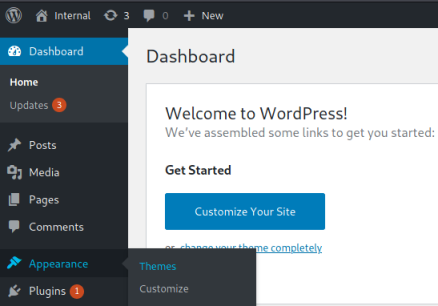 Internal 3 0 New
Dashboard
Home
Updates 3
Posts
Media
Pages
Comments
Appearance
Plugins 1
Themes
Customize
Dashboard
Welcome to WordPress!
We've assembled some links to get you started:
Get Started
Customize Your Site
or, change your theme completely